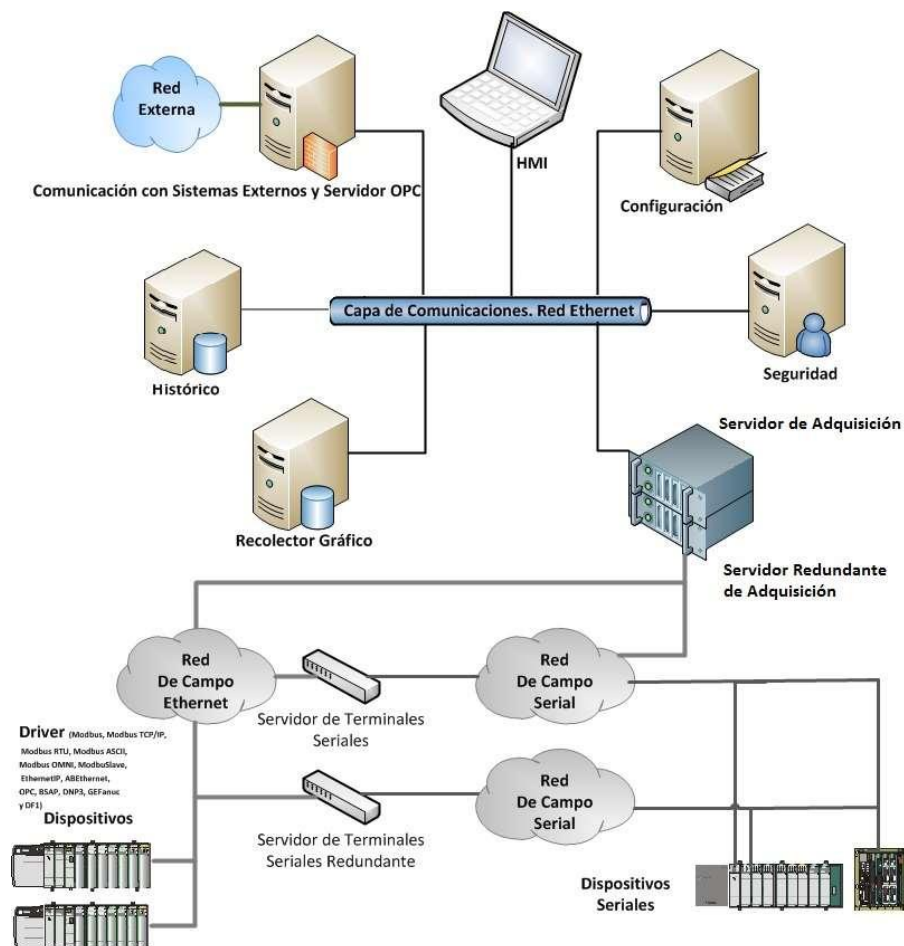 Red
Externa
HMI
Comunicación con Sistemas Externos y Servidor OPC
Configuración
Capa de Comunicaciones. Red Ethernet
Histórico
Seguridad
Servidor de Adquisición
Recolector Gráfico
Servidor Redundante
de Adquisición
Red
De Campo
Ethernet
Red
De Campo
Serial
Servidor de Terminales
Seriales
Driver (Modbus, Modbus TCP/IP,
Modbus RTU, Modbus ASCII,
Modbus OMNI, ModbuSlave,
EthernetIP, ABEthernet,
OPC, BSAP, DNP3, GEFanuc
y DF1)
Dispositivos
Red
De Campo
Serial
Servidor de Terminales
Seriales Redundante
Dispositivos
Seriales